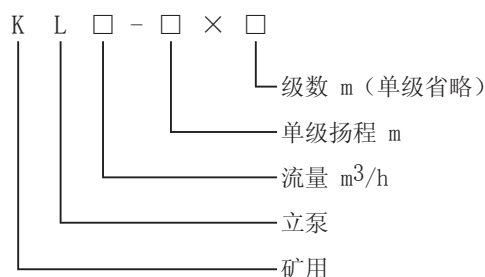 K L □ - □ × □
级数 m（单级省略）
单级扬程 m
流量 m³/h
立泵
矿用